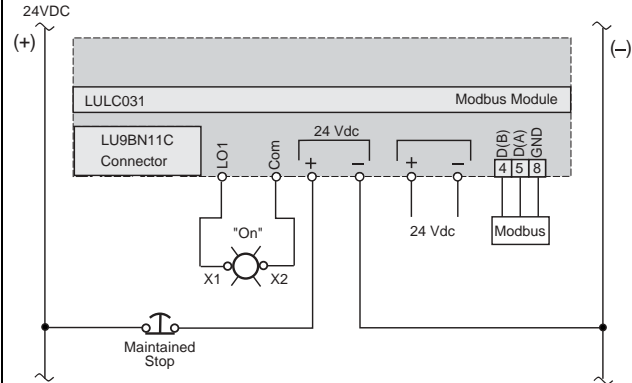 24VDC
(+)
(–)
LULC031
Modbus Module
LU9BN11C
Connector
LO1
Com
24 Vdc
+
–
+
–
24 Vdc
D(B)
D(A)
GND
4 5 8
Modbus
"On"
X1
X2
Maintained
Stop